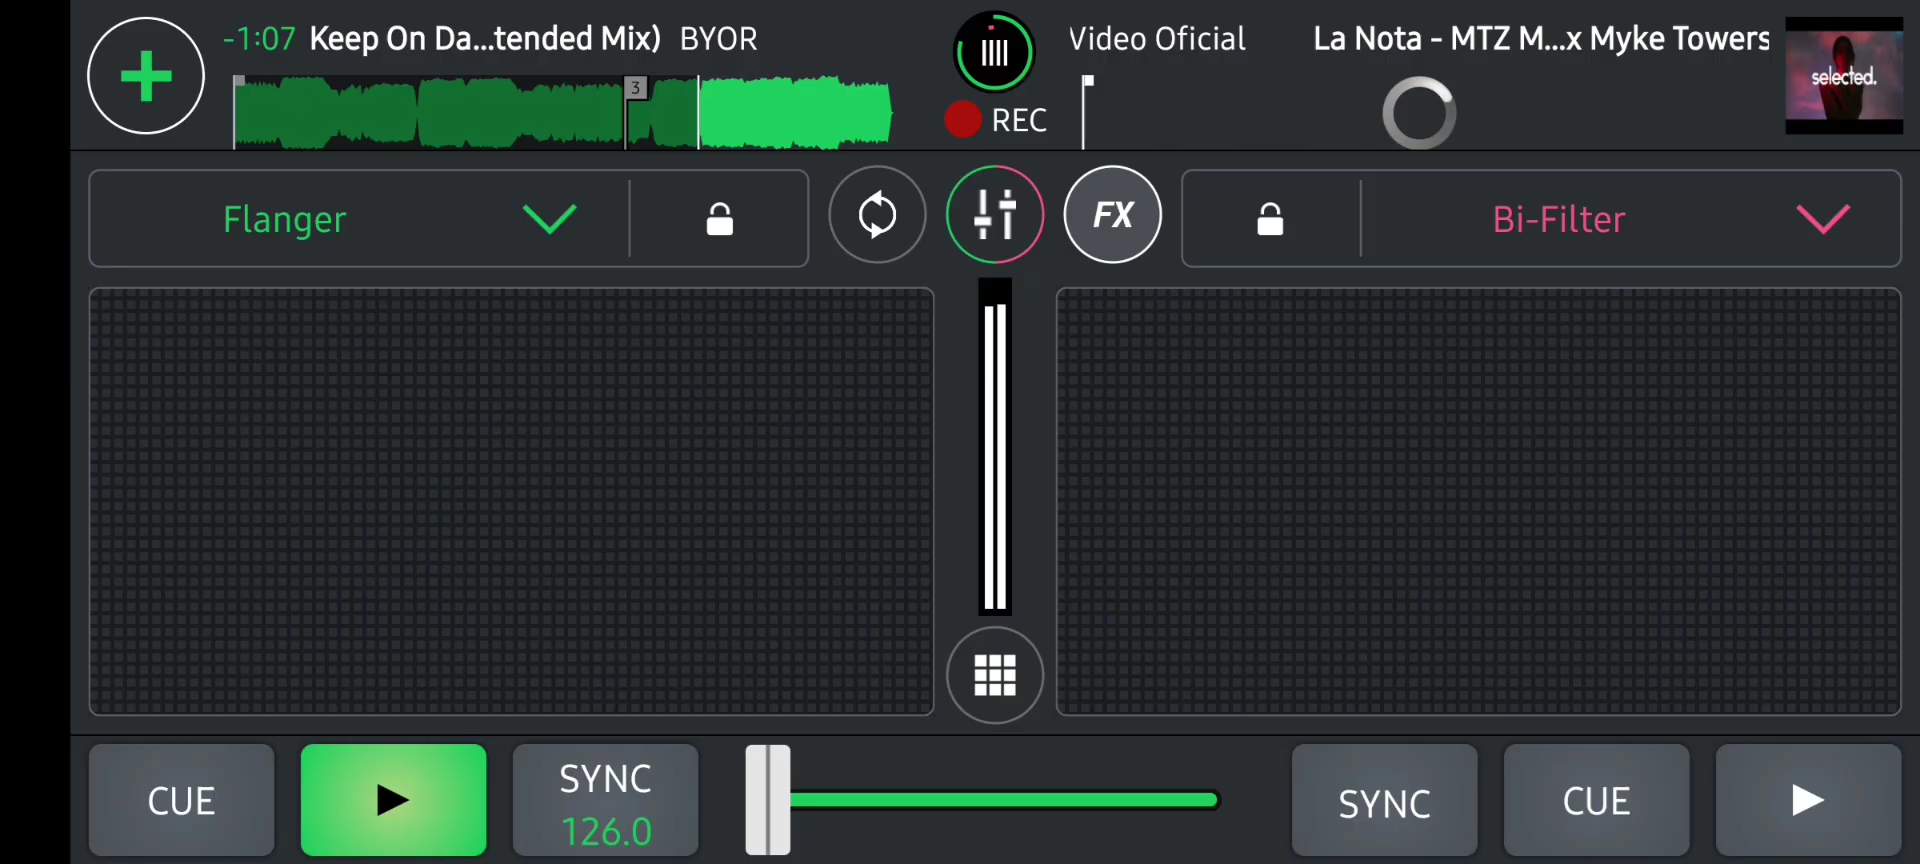 -1:07 Keep On Da...tended Mix) BYOR
3
REC
Video Oficial La Nota - MTZ M...x Myke Towers
selected.
Flanger
FX
Bi-Filter
CUE
SYNC
126.0
SYNC
CUE